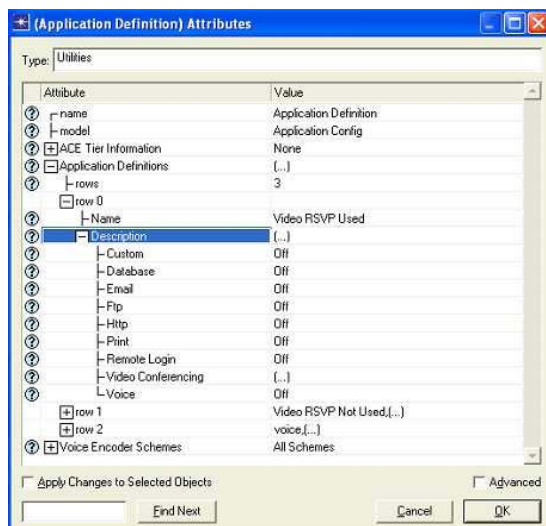 (Application Definition) Attributes
Type: Utilities
Attribute Value
name Application Definition
model Application Config
ACE Tier Information None
Application Definitions (...)
rows 3
row 0
Name Video RSVP Used
Description (...)
Custom Off
Database Off
Email Off
Ftp Off
Http Off
Print Off
Remote Login Off
Video Conferencing (...)
Voice Off
row 1 Video RSVP Not Used,(...)
row 2 voice,(...)
Voice Encoder Schemes All Schemes
Apply Changes to Selected Objects Advanced
Find Next Cancel OK